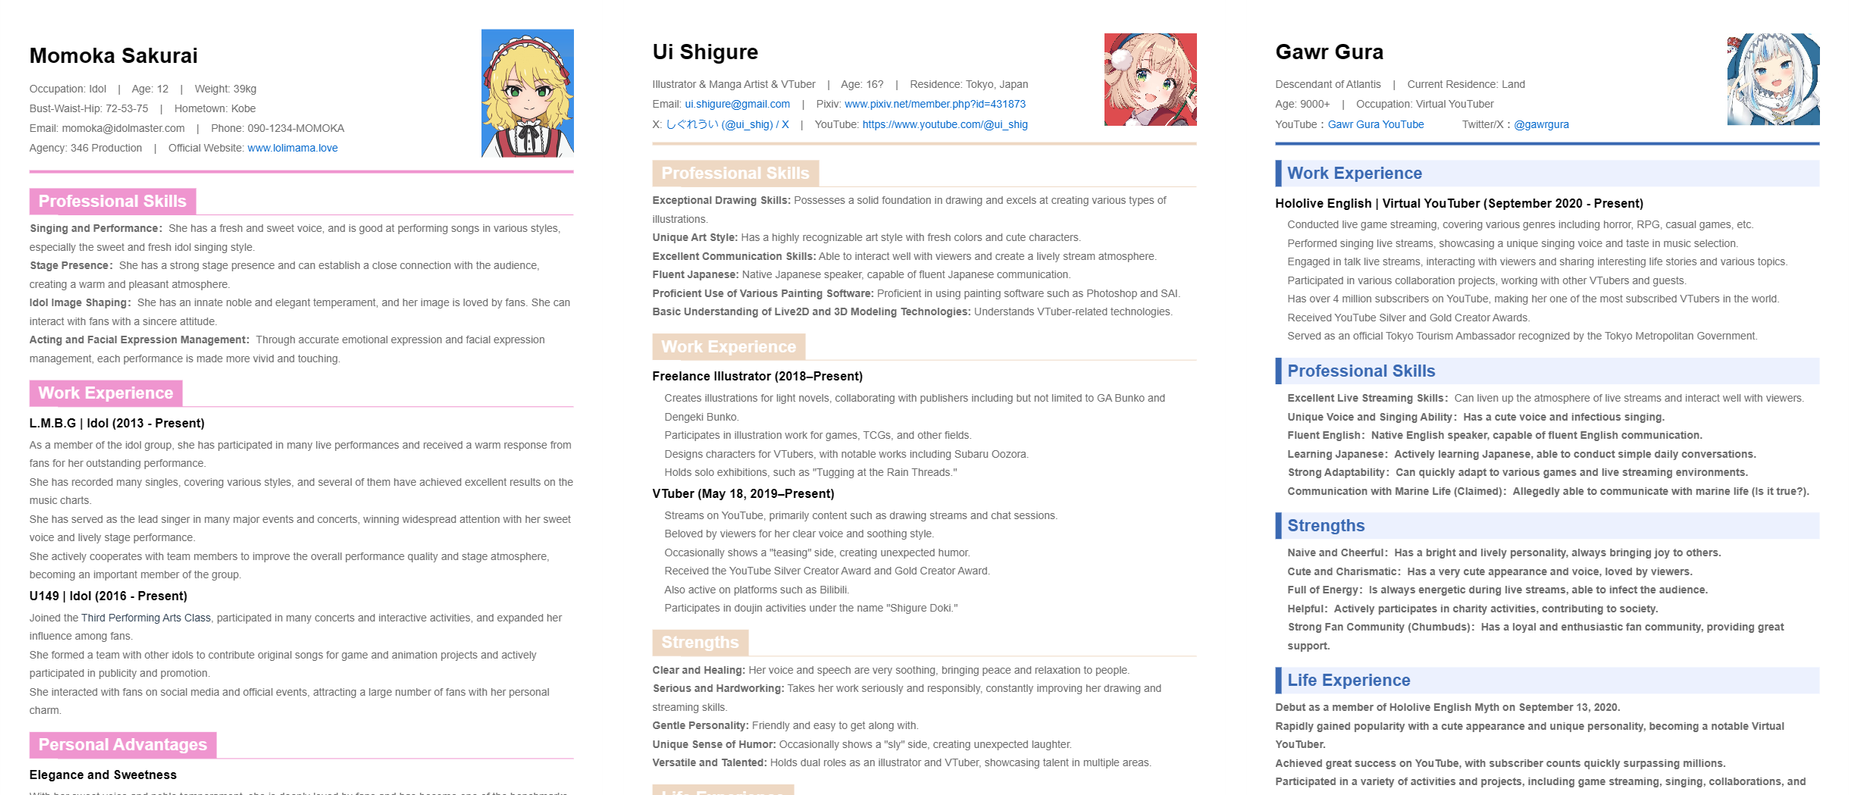 Momoka Sakurai
Occupation: Idol | Age: 12 | Weight: 39kg
Bust-Waist-Hip: 72-53-75 | Hometown: Kobe
Email: momoka@idolmaster.com | Phone: 090-1234-MOMOKA
Agency: 346 Production | Official Website: www.lolimama.love
Professional Skills
Singing and Performance： She has a fresh and sweet voice, and is good at performing songs in various styles,
especially the sweet and fresh idol singing style.
Stage Presence： She has a strong stage presence and can establish a close connection with the audience,
creating a warm and pleasant atmosphere.
Idol Image Shaping： She has an innate noble and elegant temperament, and her image is loved by fans. She can
interact with fans with a sincere attitude.
Acting and Facial Expression Management： Through accurate emotional expression and facial expression
management, each performance is made more vivid and touching.
Work Experience
L.M.B.G | Idol (2013 - Present)
As a member of the idol group, she has participated in many live performances and received a warm response from
fans for her outstanding performance.
She has recorded many singles, covering various styles, and several of them have achieved excellent results on the
music charts.
She has served as the lead singer in many major events and concerts, winning widespread attention with her sweet
voice and lively stage performance.
She actively cooperates with team members to improve the overall performance quality and stage atmosphere,
becoming an important member of the group.
U149 | Idol (2016 - Present)
Joined the Third Performing Arts Class, participated in many concerts and interactive activities, and expanded her
influence among fans.
She formed a team with other idols to contribute original songs for game and animation projects and actively
participated in publicity and promotion.
She interacted with fans on social media and official events, attracting a large number of fans with her personal
charm.
Personal Advantages
Elegance and Sweetness
Ui Shigure
Illustrator & Manga Artist & VTuber | Age: 16? | Residence: Tokyo, Japan
Email: ui.shigure@gmail.com | Pixiv: www.pixiv.net/member.php?id=431873
X: しぐれうい (@ui_shig) / X | YouTube: https://www.youtube.com/@ui_shig
Professional Skills
Exceptional Drawing Skills: Possesses a solid foundation in drawing and excels at creating various types of
illustrations.
Unique Art Style: Has a highly recognizable art style with fresh colors and cute characters.
Excellent Communication Skills: Able to interact well with viewers and create a lively stream atmosphere.
Fluent Japanese: Native Japanese speaker, capable of fluent Japanese communication.
Proficient Use of Various Painting Software: Proficient in using painting software such as Photoshop and SAI.
Basic Understanding of Live2D and 3D Modeling Technologies: Understands VTuber-related technologies.
Work Experience
Freelance Illustrator (2018–Present)
Creates illustrations for light novels, collaborating with publishers including but not limited to GA Bunko and
Dengeki Bunko.
Participates in illustration work for games, TCGs, and other fields.
Designs characters for VTubers, with notable works including Subaru Oozora.
Holds solo exhibitions, such as "Tugging at the Rain Threads."
VTuber (May 18, 2019–Present)
Streams on YouTube, primarily content such as drawing streams and chat sessions.
Beloved by viewers for her clear voice and soothing style.
Occasionally shows a "teasing" side, creating unexpected humor.
Received the YouTube Silver Creator Award and Gold Creator Award.
Also active on platforms such as Bilibili.
Participates in doujin activities under the name "Shigure Doki."
Strengths
Clear and Healing: Her voice and speech are very soothing, bringing peace and relaxation to people.
Serious and Hardworking: Takes her work seriously and responsibly, constantly improving her drawing and
streaming skills.
Gentle Personality: Friendly and easy to get along with.
Unique Sense of Humor: Occasionally shows a "sly" side, creating unexpected laughter.
Versatile and Talented: Holds dual roles as an illustrator and VTuber, showcasing talent in multiple areas.
Life Experience
Gawr Gura
Descendant of Atlantis | Current Residence: Land
Age: 9000+ | Occupation: Virtual YouTuber
YouTube：Gawr Gura YouTube Twitter/X：@gawrgura
Work Experience
Hololive English | Virtual YouTuber (September 2020 - Present)
Conducted live game streaming, covering various genres including horror, RPG, casual games, etc.
Performed singing live streams, showcasing a unique singing voice and taste in music selection.
Engaged in talk live streams, interacting with viewers and sharing interesting life stories and various topics.
Participated in various collaboration projects, working with other VTubers and guests.
Has over 4 million subscribers on YouTube, making her one of the most subscribed VTubers in the world.
Received YouTube Silver and Gold Creator Awards.
Served as an official Tokyo Tourism Ambassador recognized by the Tokyo Metropolitan Government.
Professional Skills
Excellent Live Streaming Skills： Can liven up the atmosphere of live streams and interact well with viewers.
Unique Voice and Singing Ability： Has a cute voice and infectious singing.
Fluent English： Native English speaker, capable of fluent English communication.
Learning Japanese： Actively learning Japanese, able to conduct simple daily conversations.
Strong Adaptability： Can quickly adapt to various games and live streaming environments.
Communication with Marine Life (Claimed)： Allegedly able to communicate with marine life (Is it true?).
Strengths
Naive and Cheerful： Has a bright and lively personality, always bringing joy to others.
Cute and Charismatic： Has a very cute appearance and voice, loved by viewers.
Full of Energy： Is always energetic during live streams, able to infect the audience.
Helpful： Actively participates in charity activities, contributing to society.
Strong Fan Community (Chumbuds)： Has a loyal and enthusiastic fan community, providing great
support.
Life Experience
Debut as a member of Hololive English Myth on September 13, 2020.
Rapidly gained popularity with a cute appearance and unique personality, becoming a notable Virtual
YouTuber.
Achieved great success on YouTube, with subscriber counts quickly surpassing millions.
Participated in a variety of activities and projects, including game streaming, singing, collaborations, and